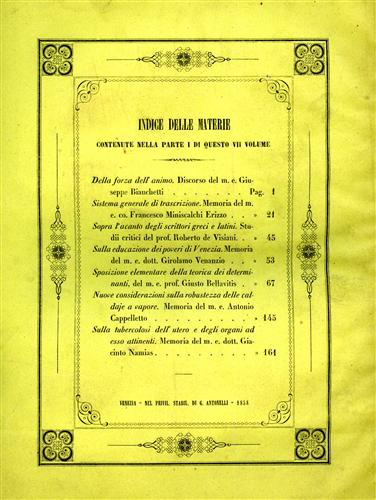 INDICE DELLE MATERIE
CONTENUTE NELLA PARTE I DI QUESTO VII VOLUME
Della forza dell'animo. Discorso del m. e. Giu-
seppe Bianchetti . . . . . . . Pag. 1
Sistema generale di trascrizione. Memoria del m.
e. co. Francesco Miniscalchi Erizzo . . » 21
Sopra l'acanto degli scrittori greci e latini. Stu-
dii critici del prof. Roberto de Visiani. . » 45
Sulla educazione dei poveri di Venezia. Memoria
del m. e. dott. Girolamo Venanzio . . » 53
Sposizione elementare della teorica dei determi-
nanti, del m. e. prof. Giusto Bellavitis . » 67
Nuove considerazioni sulla robustezza delle cal-
daje a vapore. Memoria del m. e. Antonio
Cappelletto . . . . . . . . . » 145
Sulla tubercolosi dell'utero e degli organi ad
esso attinenti. Memoria del m. e. dott. Gia-
cinto Namias . . . . . . . . . » 161
VENEZIA - NEL PRIVIL. STABIL. DI G. ANTONELLI - 1858